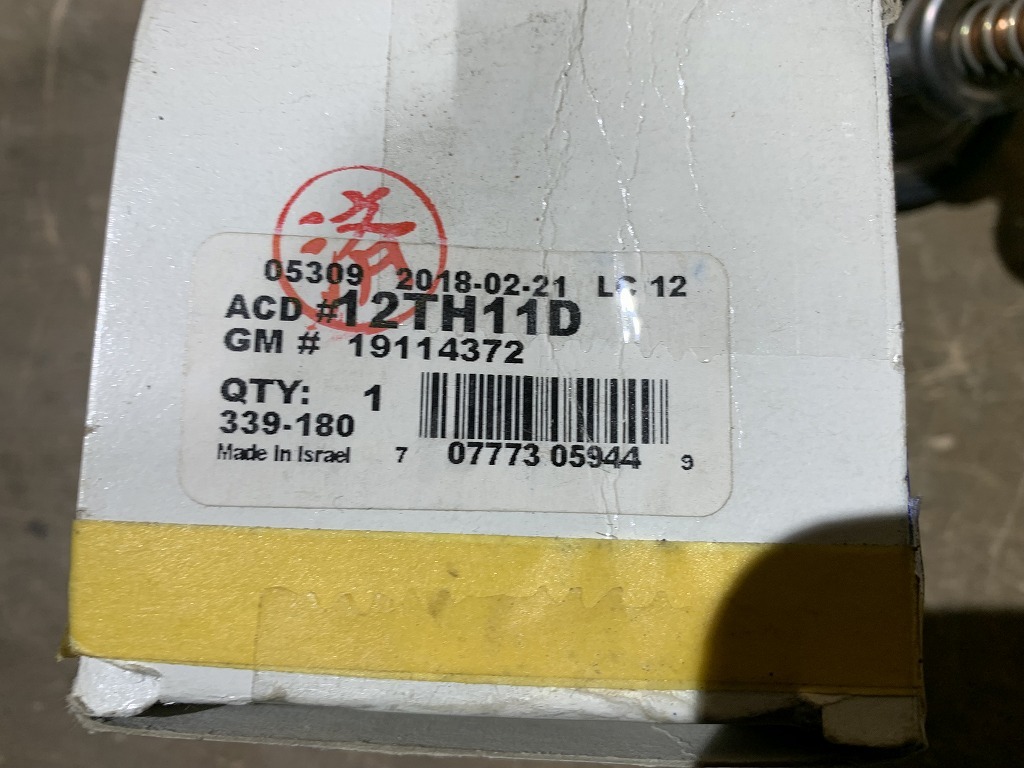 済
05309 2018-02-21 LC 12
ACD #12TH11D
GM # 19114372
QTY: 1
339-180
Made In Israel
7 07773 05944 9